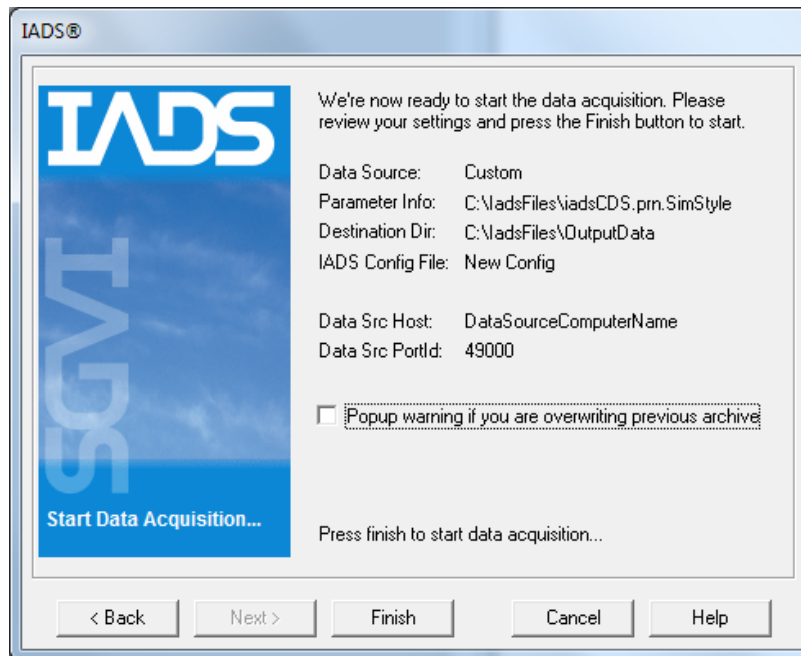 IADS®
IADS
We're now ready to start the data acquisition. Please
review your settings and press the Finish button to start.
Data Source: Custom
Parameter Info: C:\IadsFiles\iadsCDS.prn.SimStyle
Destination Dir: C:\IadsFiles\OutputData
IADS Config File: New Config
Data Src Host: DataSourceComputerName
Data Src PortId: 49000
Popup warning if you are overwriting previous archive
SGVI
Start Data Acquisition...
Press finish to start data acquisition...
< Back Next > Finish Cancel Help